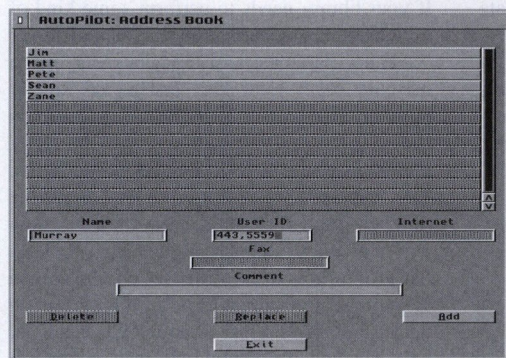 AutoPilot: Address Book
Jim
Matt
Pete
Sean
Zane
Name User ID Internet
Murray 443,5559
Fax
Comment
Delete Replace Add
Exit